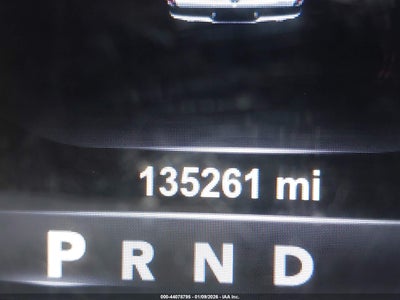 135261 mi
P R N D
000-44078795 - 01/09/2026 - IAA Inc.